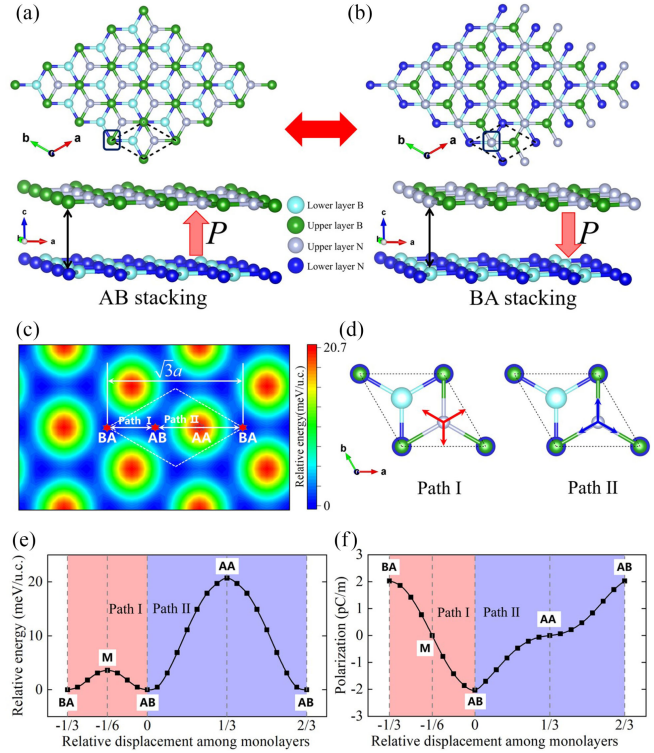 (a)
(b)
b
a
c
b
a
c
c
a
P
Lower layer B
Upper layer B
Upper layer N
Lower layer N
c
a
P
AB stacking
BA stacking
(c)
(d)
√3a
Path I
Path II
BA
AB
AA
BA
20.7
0
Relative energy (meV/u.c.)
b
a
c
Path I
Path II
(e)
(f)
Relative energy (meV/u.c.)
20
10
0
AA
Path I
Path II
M
BA
AB
AB
-1/3
-1/6
0
1/3
2/3
Relative displacement among monolayers
Polarization (pC/m)
3
2
1
0
-1
-2
-3
BA
AB
Path I
Path II
AA
M
AB
-1/3
-1/6
0
1/3
2/3
Relative displacement among monolayers